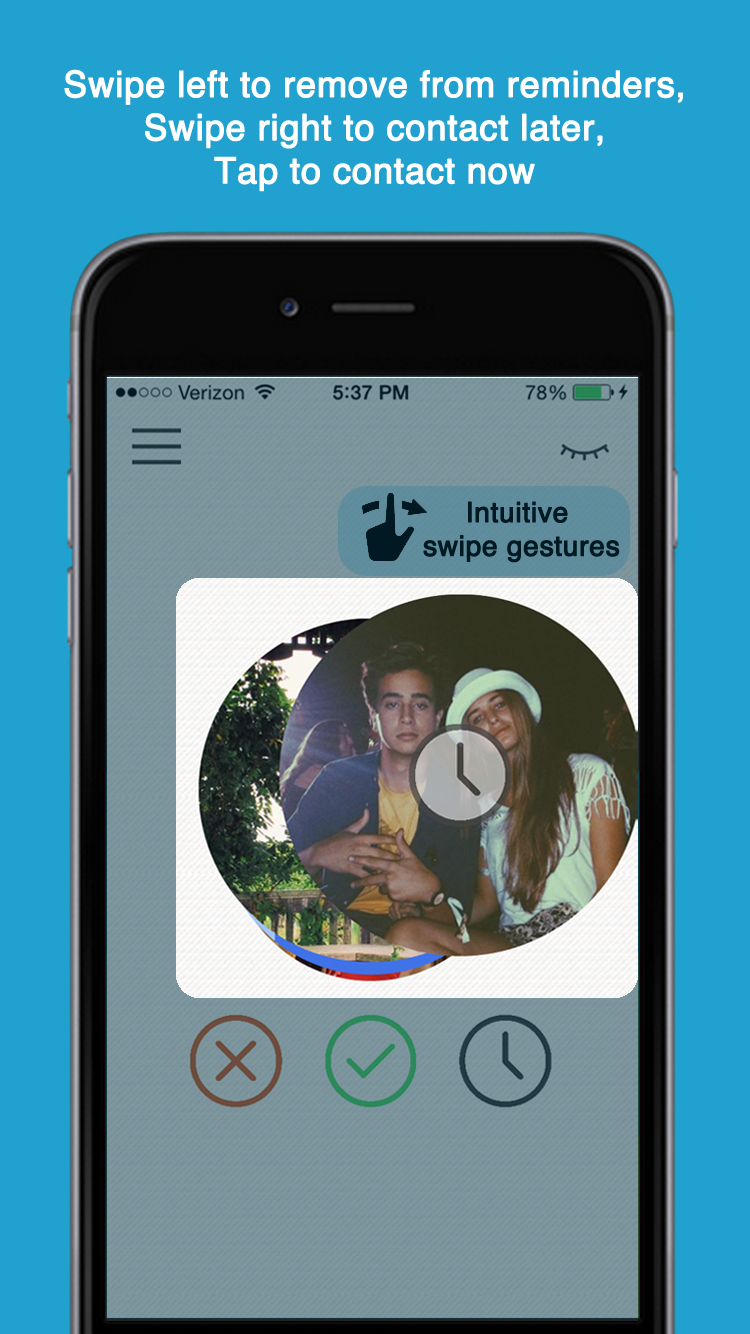 Swipe left to remove from reminders,
Swipe right to contact later,
Tap to contact now
Verizon 5:37 PM 78%
Intuitive
swipe gestures